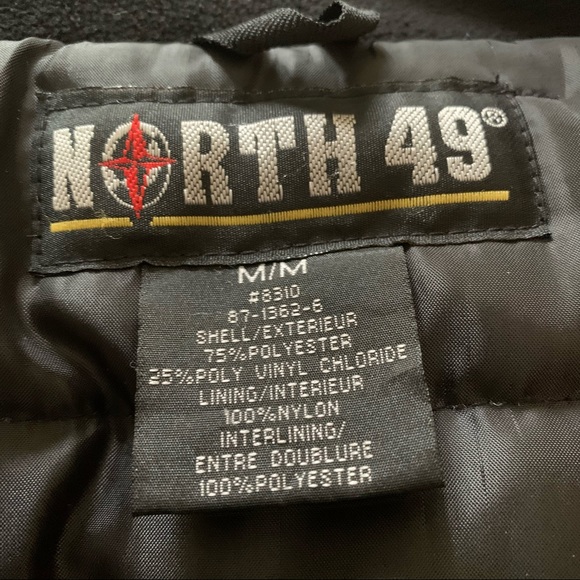 NORTH 49®
M/M
#8310
87-1362-6
SHELL/EXTERIEUR
75%POLYESTER
25%POLY VINYL CHLORIDE
LINING/INTERIEUR
100%NYLON
INTERLINING/
ENTRE DOUBLURE
100%POLYESTER